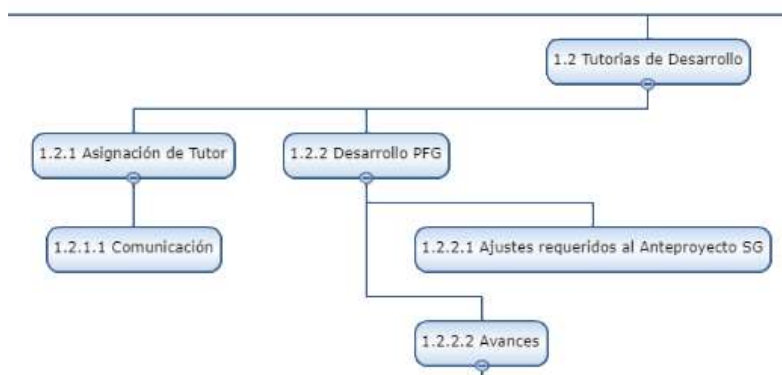 1.2 Tutorias de Desarrollo
1.2.1 Asignación de Tutor
1.2.2 Desarrollo PFG
1.2.1.1 Comunicación
1.2.2.1 Ajustes requeridos al Anteproyecto SG
1.2.2.2 Avances